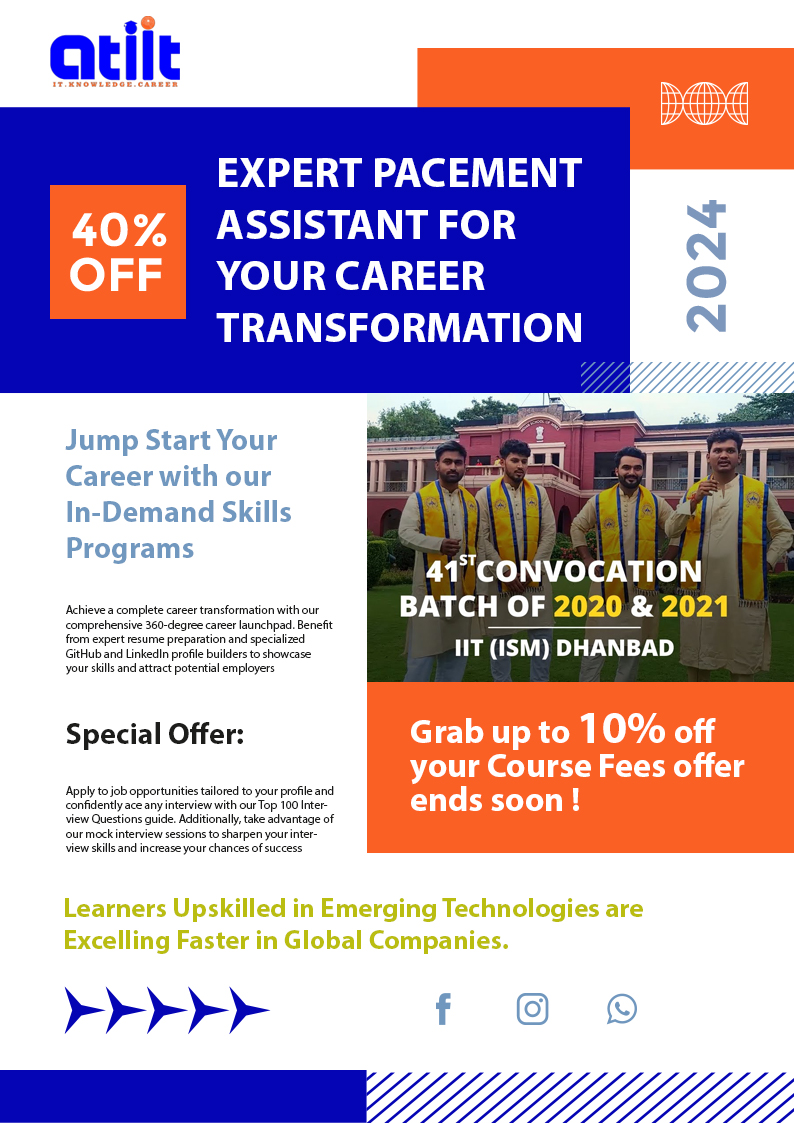 atiit
IT.KNOWLEDGE.CAREER
40%
OFF
EXPERT PACEMENT
ASSISTANT FOR
YOUR CAREER
TRANSFORMATION
2024
Jump Start Your
Career with our
In-Demand Skills
Programs
Achieve a complete career transformation with our
comprehensive 360-degree career launchpad. Benefit
from expert resume preparation and specialized
GitHub and LinkedIn profile builders to showcase
your skills and attract potential employers
41ST CONVOCATION
BATCH OF 2020 & 2021
IIT (ISM) DHANBAD
Special Offer:
Apply to job opportunities tailored to your profile and
confidently ace any interview with our Top 100 Inter-
view Questions guide. Additionally, take advantage of
our mock interview sessions to sharpen your inter-
view skills and increase your chances of success
Grab up to 10% off
your Course Fees offer
ends soon !
Learners Upskilled in Emerging Technologies are
Excelling Faster in Global Companies.